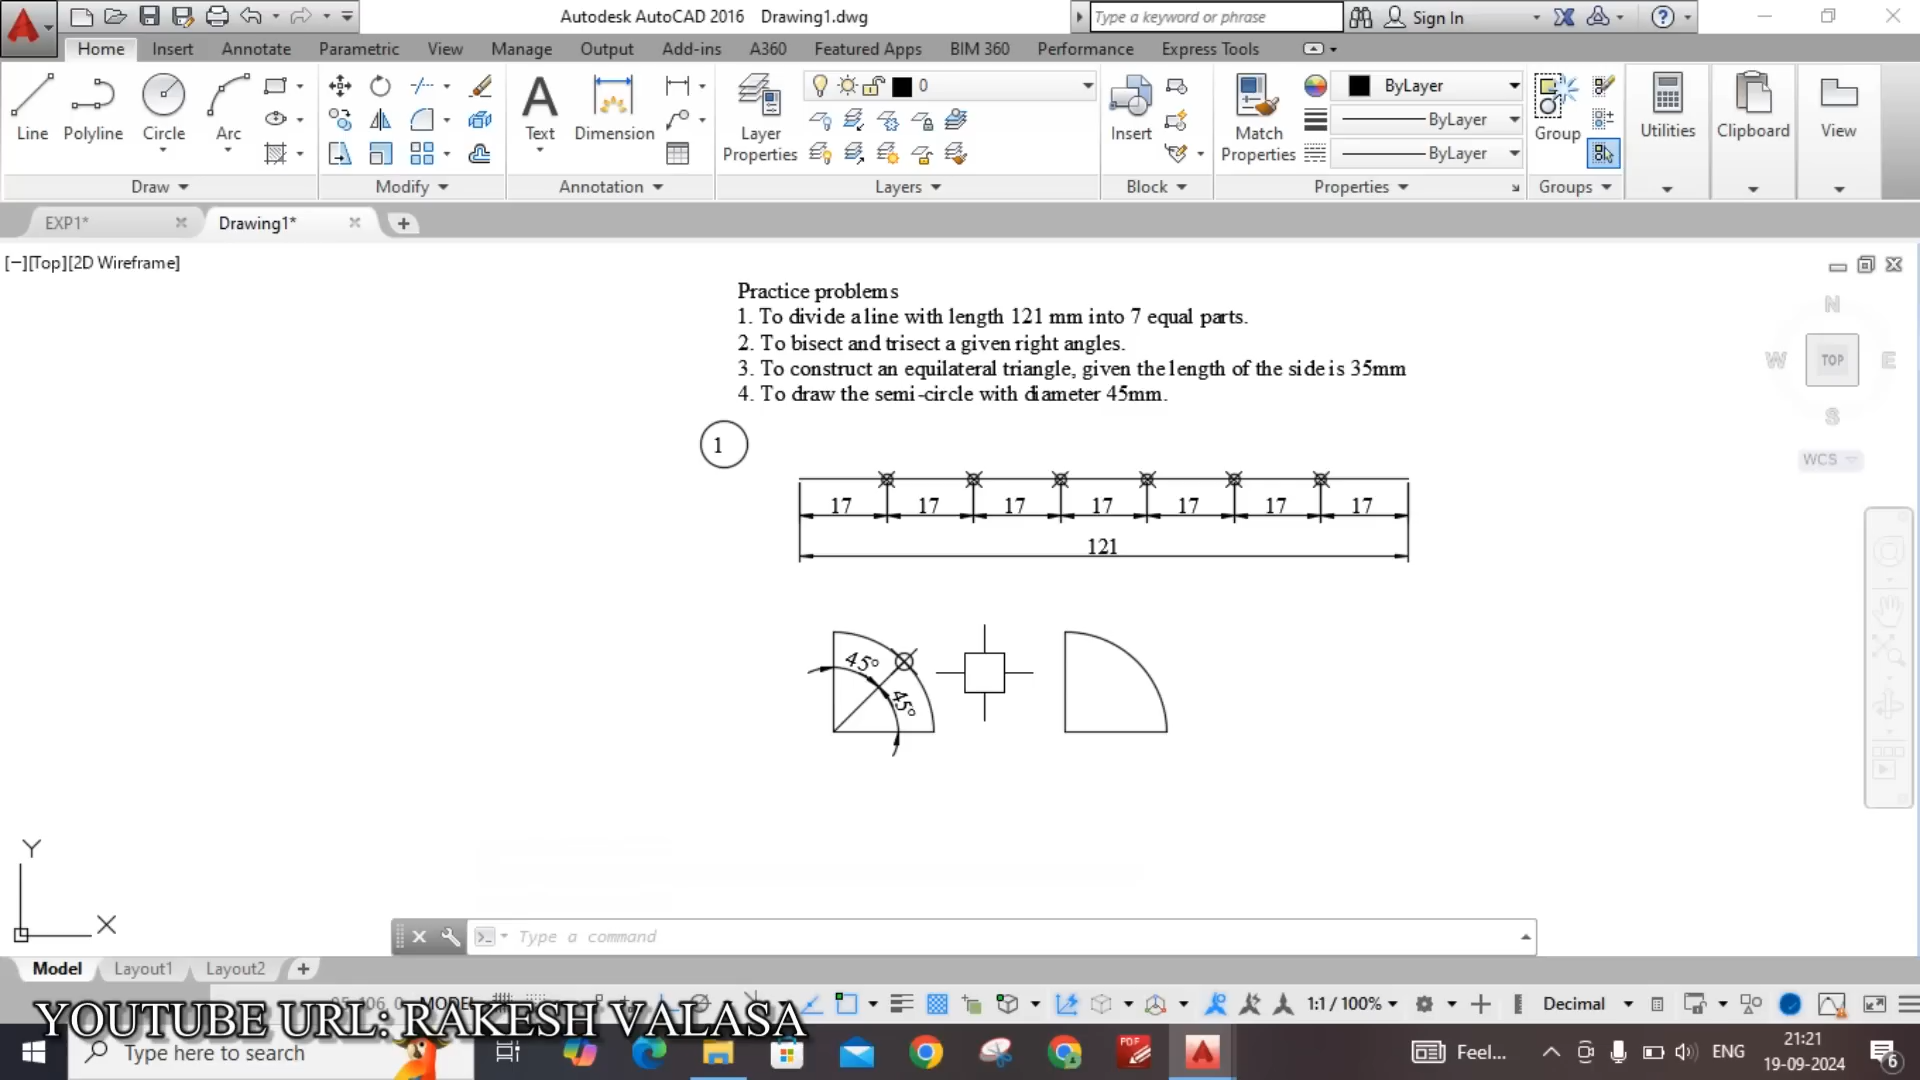 Autodesk AutoCAD 2016 Drawing1.dwg
Type a keyword or phrase
Sign In
Home Insert Annotate Parametric View Manage Output Add-ins A360 Featured Apps BIM 360 Performance Express Tools
0
ByLayer
ByLayer
ByLayer
Line Polyline Circle Arc
Text Dimension
Layer Properties
Insert
Match Properties
Group
Utilities
Clipboard
View
Draw Modify Annotation Layers Block Properties Groups
EXP1* Drawing1*
[−][Top][2D Wireframe]
N
W TOP E
S
WCS
Practice problems
1. To divide a line with length 121 mm into 7 equal parts.
2. To bisect and trisect a given right angles.
3. To construct an equilateral triangle, given the length of the side is 35mm
4. To draw the semi-circle with diameter 45mm.
1
17 17 17 17 17 17 17
121
45°
45°
Y
X
Type a command
Model Layout1 Layout2
MODEL
1:1 / 100%
Decimal
YOUTUBE URL: RAKESH VALASA
Type here to search
PDF
Feel...
ENG
21:21
19-09-2024
6